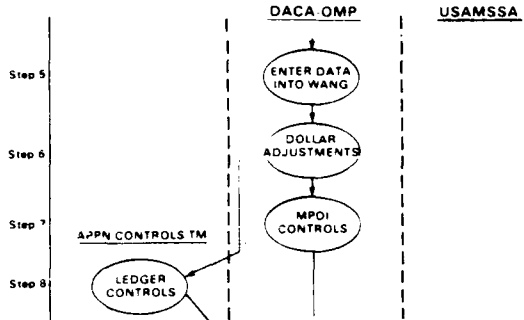 DACA-OMP USAMSSA
Step 5
ENTER DATA
INTO WANG
Step 6
DOLLAR
ADJUSTMENTS
Step 7
MPDI
CONTROLS
APPN CONTROLS TM
Step 8
LEDGER
CONTROLS